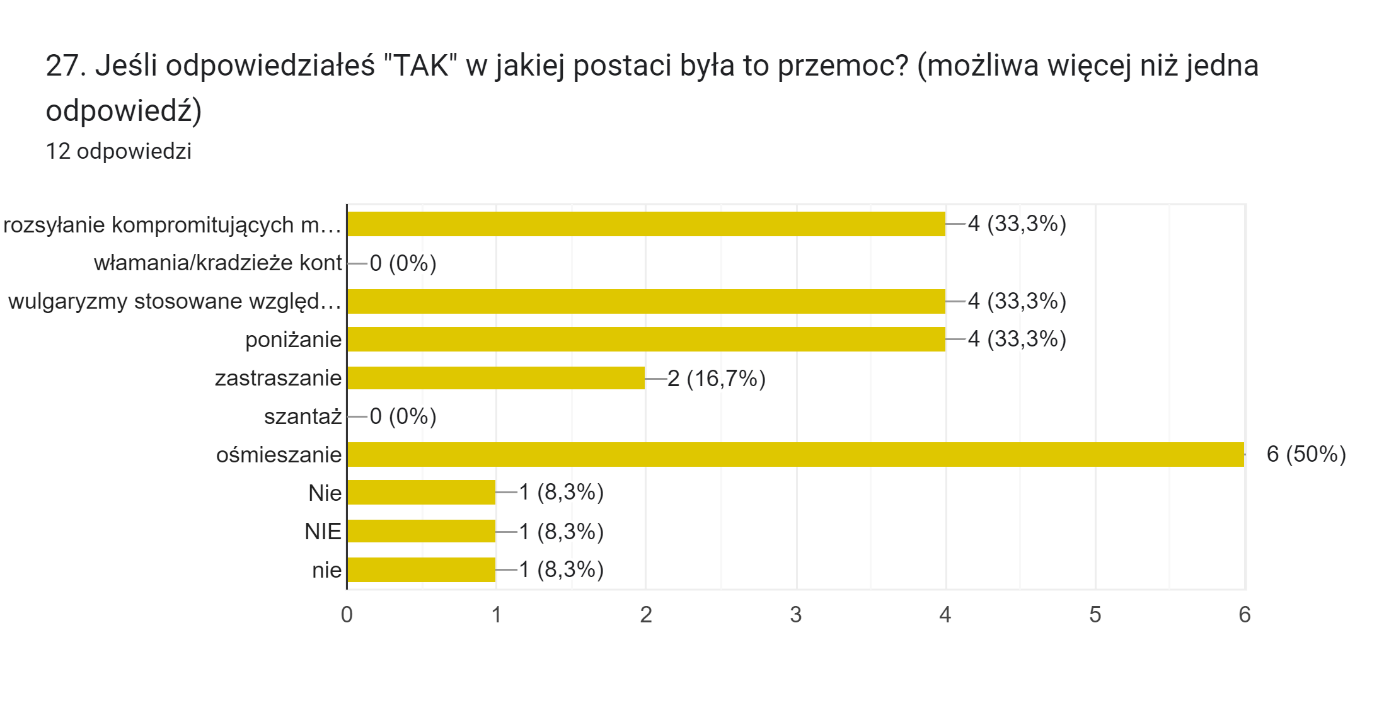 27. Jeśli odpowiedziałeś "TAK" w jakiej postaci była to przemoc? (możliwa więcej niż jedna
odpowiedź)
12 odpowiedzi
rozsyłanie kompromitujących m… 4 (33,3%)
włamania/kradzieże kont 0 (0%)
wulgaryzmy stosowane względ… 4 (33,3%)
poniżanie 4 (33,3%)
zastraszanie 2 (16,7%)
szantaż 0 (0%)
ośmieszanie 6 (50%)
Nie 1 (8,3%)
NIE 1 (8,3%)
nie 1 (8,3%)
0 1 2 3 4 5 6